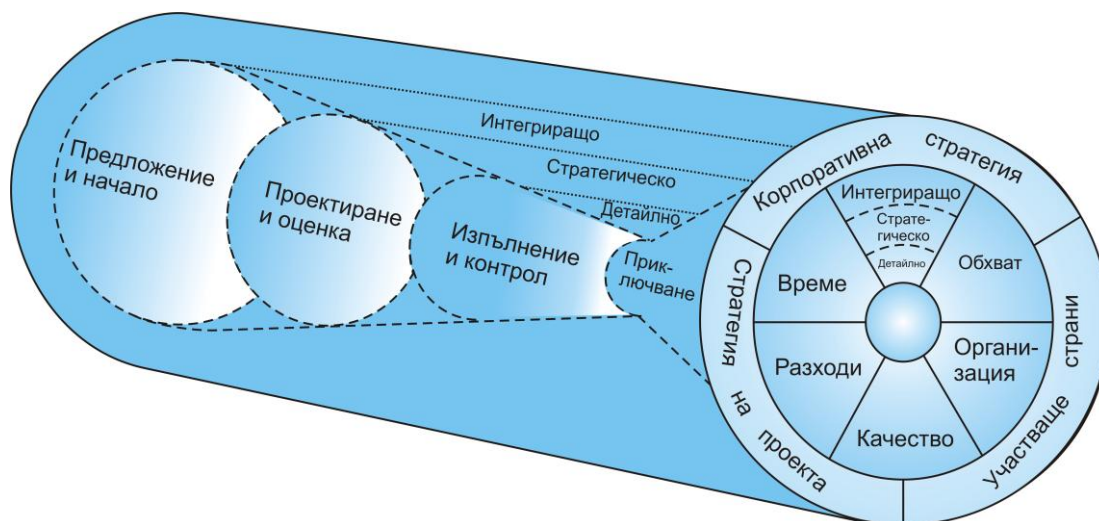 Предложение
и начало
Проектиране
и оценка
Изпълнение
и контрол
Прик-
лючване
Интегриращо
Стратегическо
Детайлно
Корпоративна стратегия
Участваще страни
Стратегия на проекта
Интегриращо
Страте-
гическо
Детайлно
Обхват
Органи-
зация
Качество
Разходи
Време